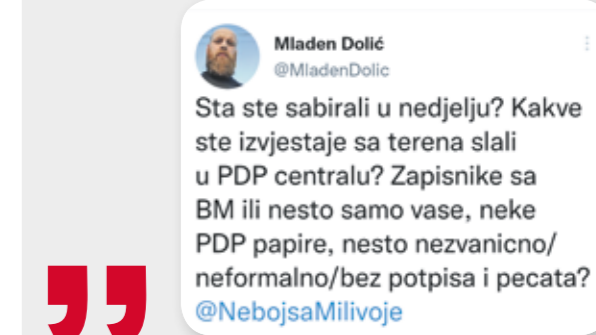 Mladen Dolić
@MladenDolic
Sta ste sabirali u nedjelju? Kakve
ste izvjestaje sa terena slali
u PDP centralu? Zapisnike sa
BM ili nesto samo vase, neke
PDP papire, nesto nezvanicno/
neformalno/bez potpisa i pecata?
@NebojsaMilivoje